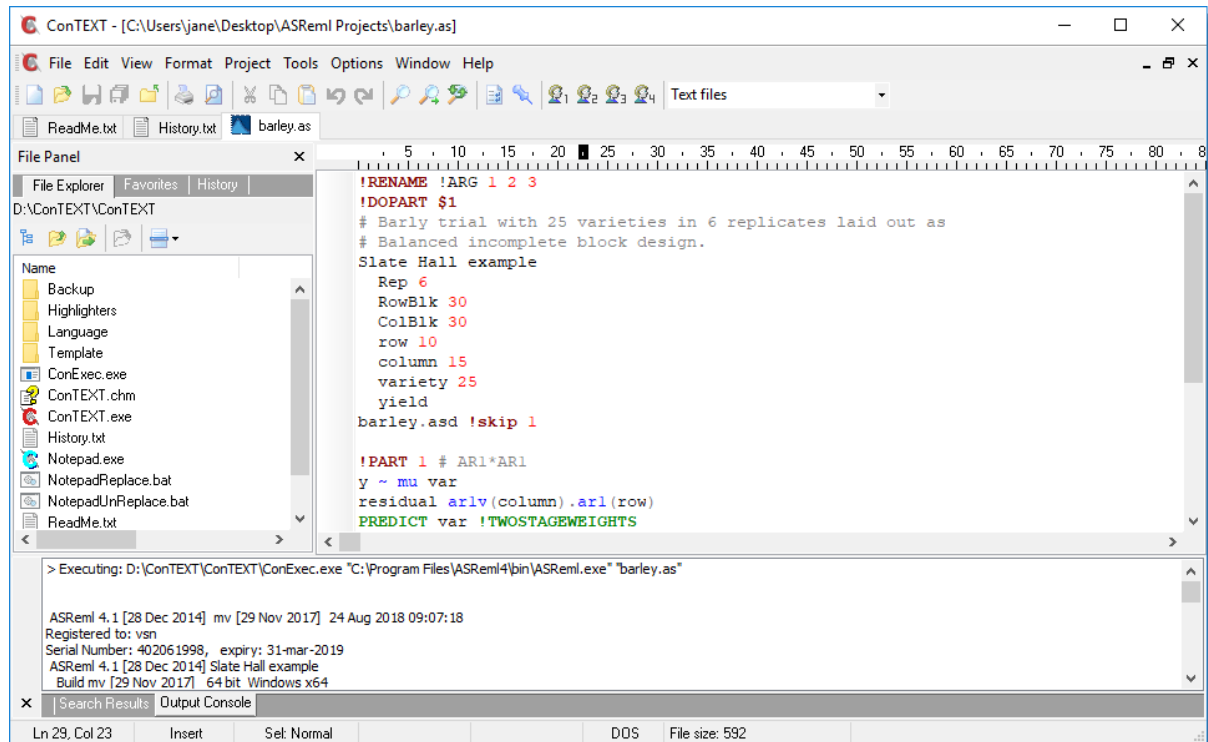 ConTEXT - [C:\Users\jane\Desktop\ASReml Projects\barley.as]
File Edit View Format Project Tools Options Window Help
1 2 3 4 Text files
ReadMe.txt History.txt barley.as
File Panel
5 10 15 20 25 30 35 40 45 50 55 60 65 70 75 80 8
File Explorer Favorites History
D:\ConTEXT\ConTEXT
Name
Backup
Highlighters
Language
Template
ConExec.exe
ConTEXT.chm
ConTEXT.exe
History.txt
Notepad.exe
NotepadReplace.bat
NotepadUnReplace.bat
ReadMe.txt
!RENAME !ARG 1 2 3
!DOPART $1
# Barly trial with 25 varieties in 6 replicates laid out as
# Balanced incomplete block design.
Slate Hall example
Rep 6
RowBlk 30
ColBlk 30
row 10
column 15
variety 25
yield
barley.asd !skip 1
!PART 1 # AR1*AR1
y ~ mu var
residual ar1v(column).ar1(row)
PREDICT var !TWOSTAGEWEIGHTS
> Executing: D:\ConTEXT\ConTEXT\ConExec.exe "C:\Program Files\ASReml4\bin\ASReml.exe" "barley.as"
ASReml 4.1 [28 Dec 2014] mv [29 Nov 2017] 24 Aug 2018 09:07:18
Registered to: vsn
Serial Number: 402061998, expiry: 31-mar-2019
ASReml 4.1 [28 Dec 2014] Slate Hall example
Build mv [29 Nov 2017] 64 bit Windows x64
Search Results Output Console
Ln 29, Col 23 Insert Sel: Normal DOS File size: 592